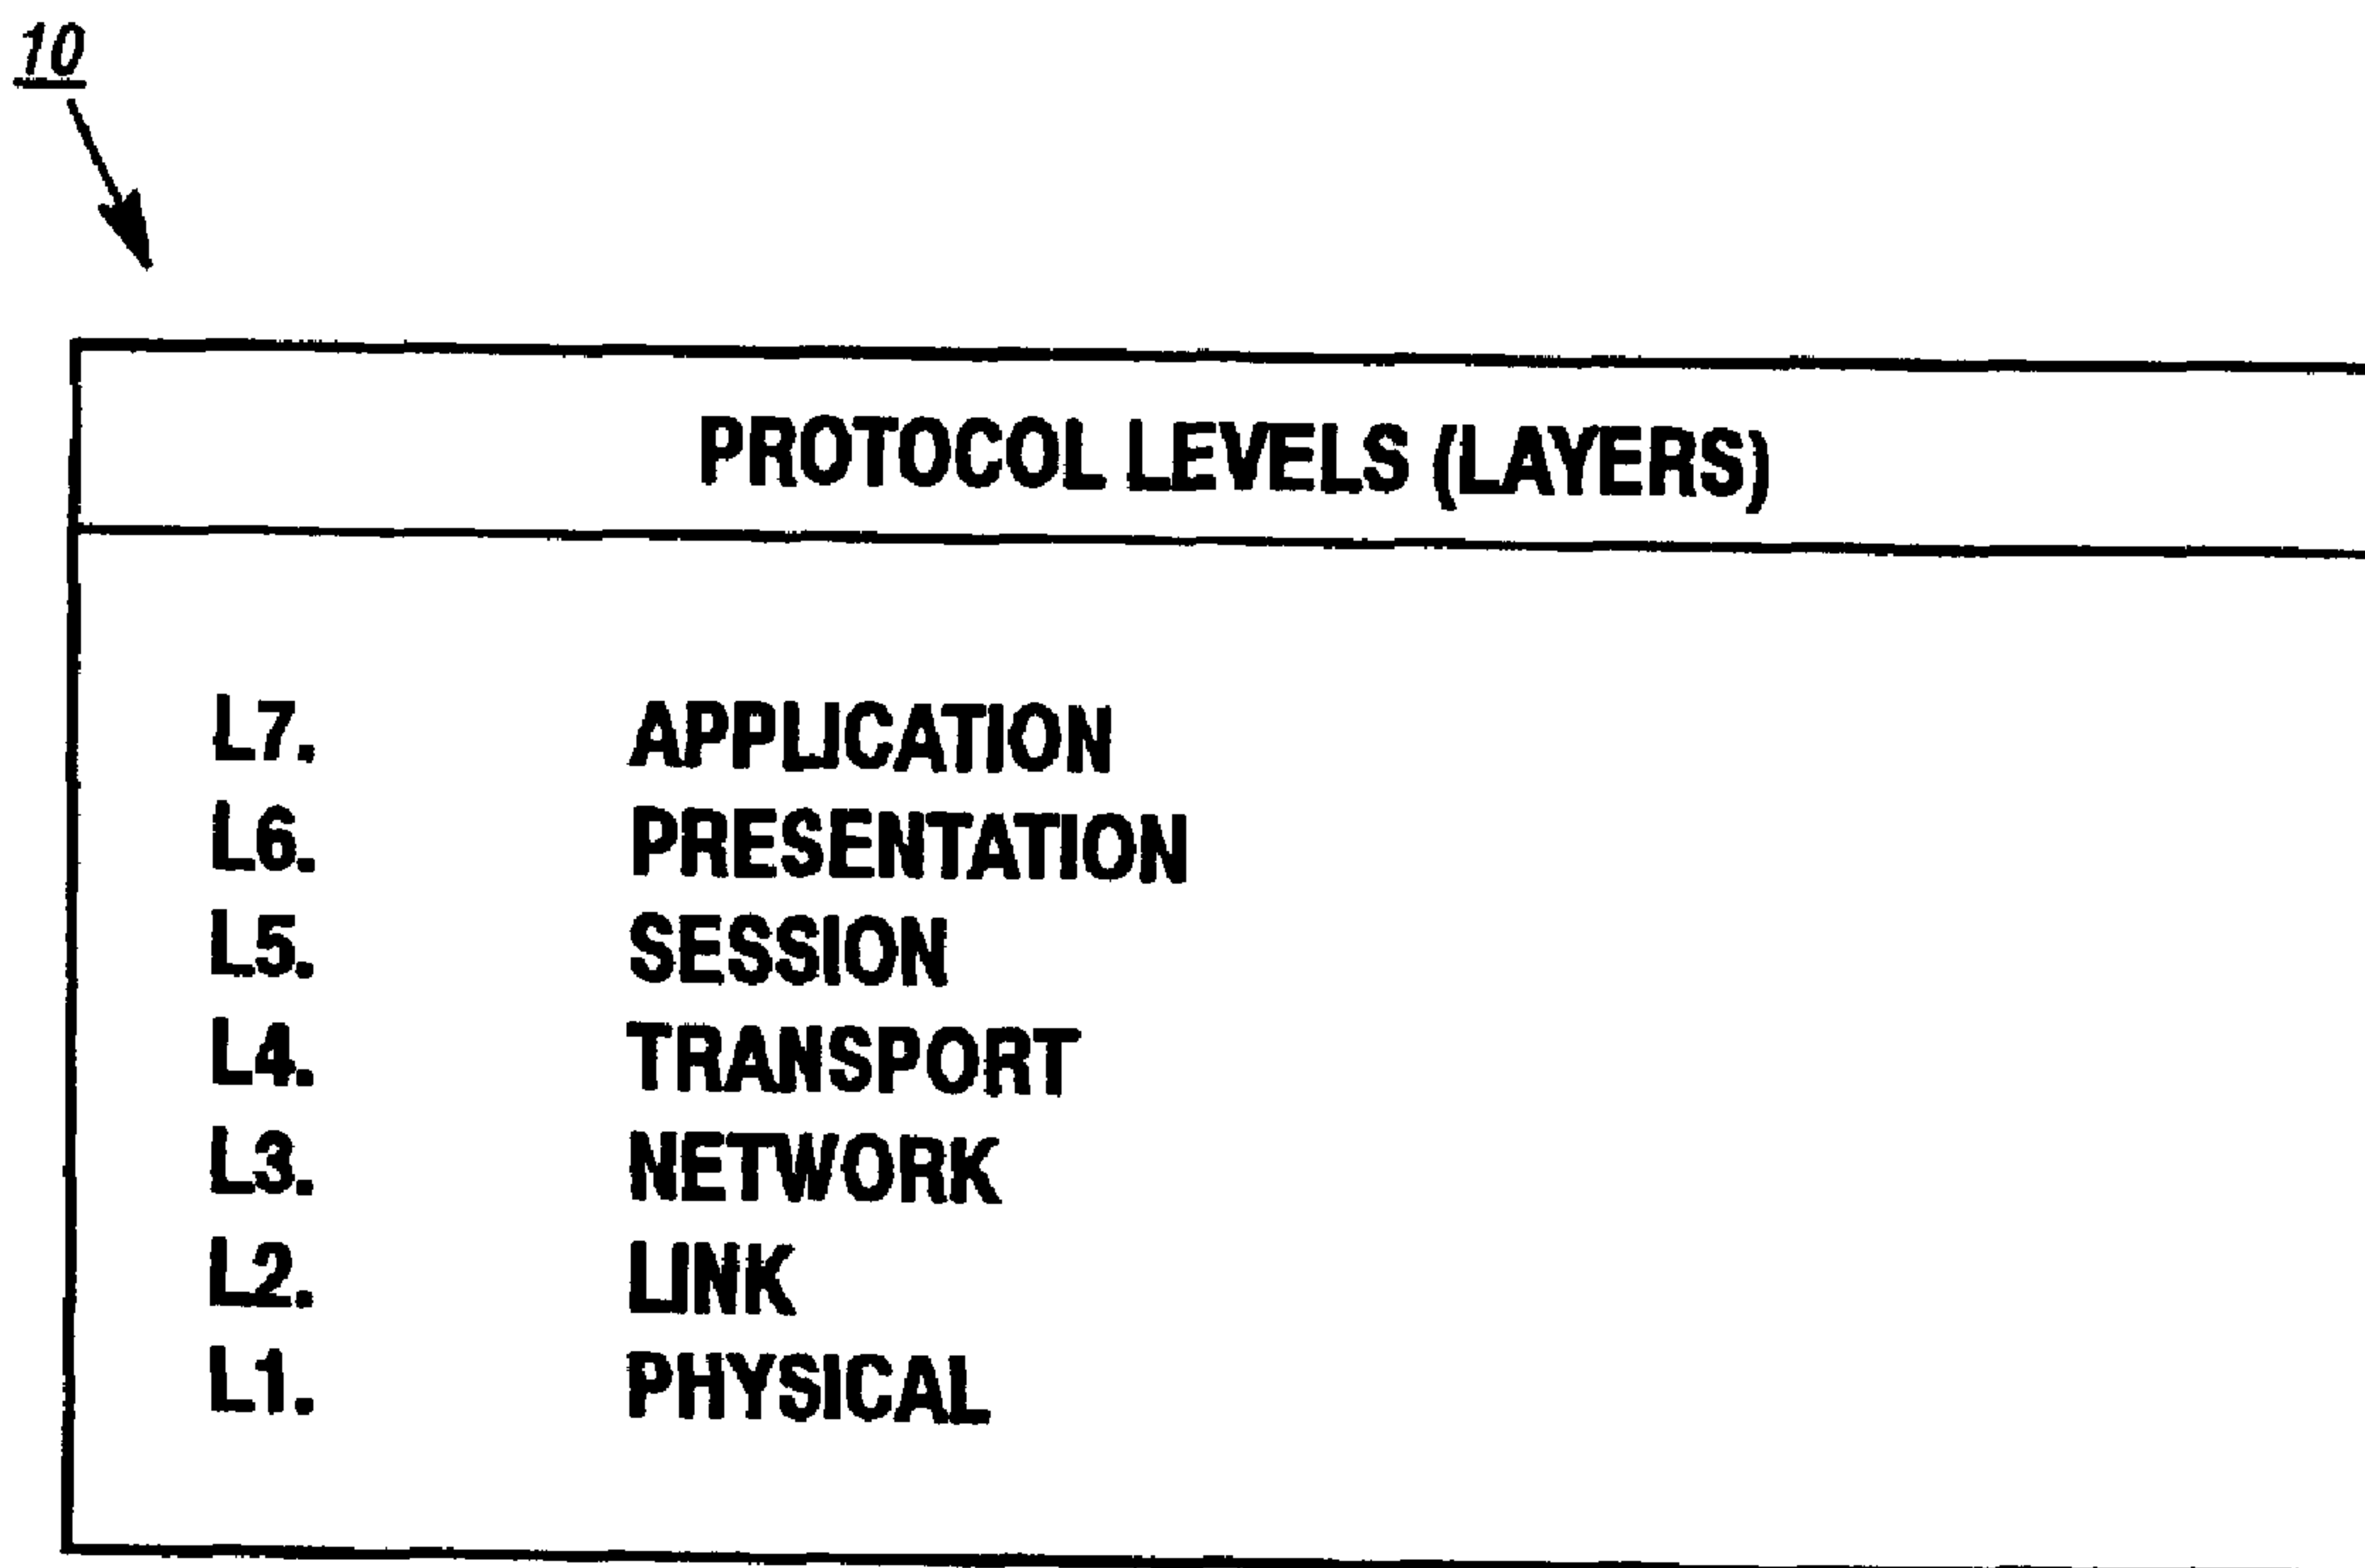 10
PROTOCOL LEVELS (LAYERS)
L7. APPLICATION
L6. PRESENTATION
L5. SESSION
L4. TRANSPORT
L3. NETWORK
L2. LINK
L1. PHYSICAL